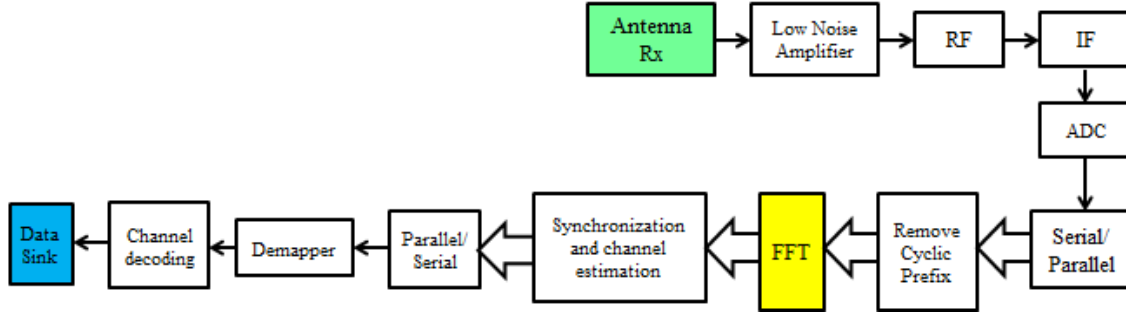 Antenna
Rx
Low Noise
Amplifier
RF
IF
ADC
Serial/
Parallel
Remove
Cyclic
Prefix
FFT
Synchronization
and channel
estimation
Parallel/
Serial
Demapper
Channel
decoding
Data
Sink